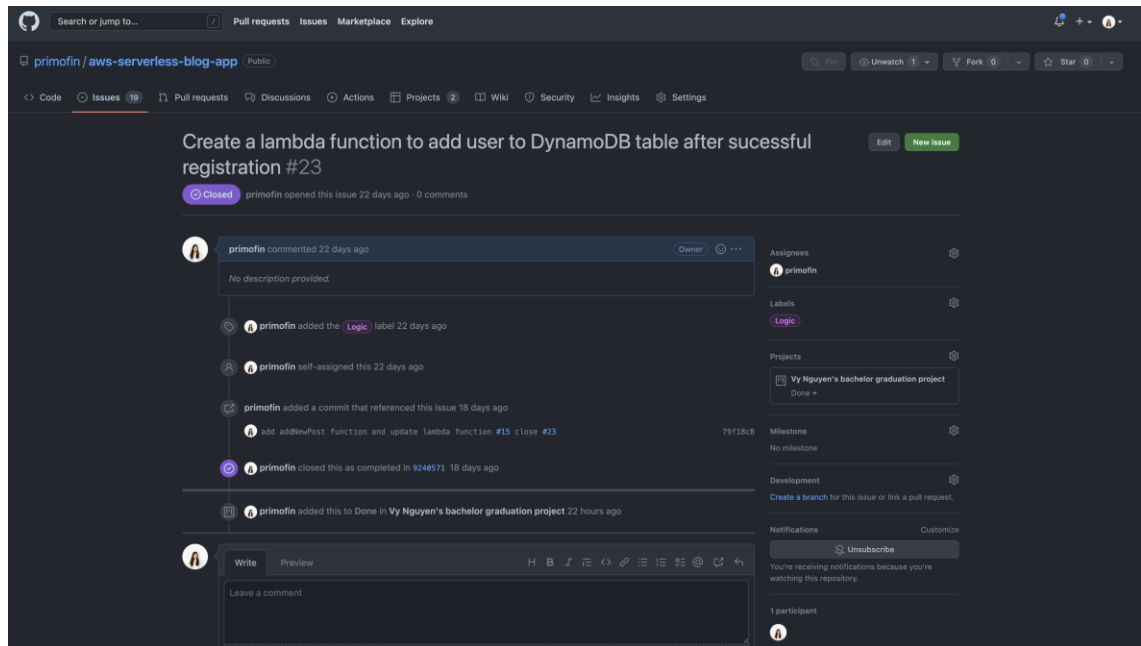 Search or jump to... /
Pull requests Issues Marketplace Explore
primofin / aws-serverless-blog-app Public
Pin
Unwatch 1
Fork 0
Star 0
Code
Issues 19
Pull requests
Discussions
Actions
Projects 2
Wiki
Security
Insights
Settings
Create a lambda function to add user to DynamoDB table after sucessful
registration #23
Edit
New issue
Closed
primofin opened this issue 22 days ago · 0 comments
primofin commented 22 days ago
Owner
No description provided.
primofin added the Logic label 22 days ago
primofin self-assigned this 22 days ago
primofin added a commit that referenced this issue 18 days ago
add addNewPost function and update lambda function #15 close #23
79f18c8
primofin closed this as completed in 9240571 18 days ago
primofin added this to Done in Vy Nguyen's bachelor graduation project 22 hours ago
Write
Preview
H B I
Leave a comment
Assignees
primofin
Labels
Logic
Projects
Vy Nguyen's bachelor graduation project
Done
Milestone
No milestone
Development
Create a branch for this issue or link a pull request.
Notifications
Customize
Unsubscribe
You're receiving notifications because you're
watching this repository.
1 participant